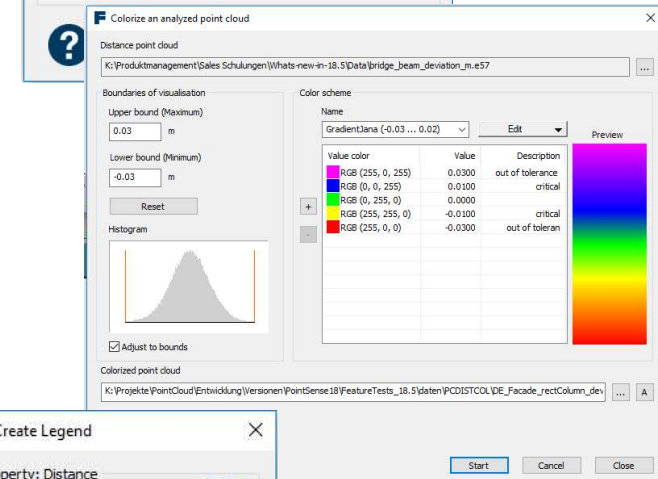 ?
F Colorize an analyzed point cloud
Distance point cloud
K:\Produktmanagement\Sales Schulungen\Whats-new-in-18.5\Data\bridge_beam_deviation_m.e57
...
Boundaries of visualisation
Upper bound (Maximum)
0.03 m
Lower bound (Minimum)
-0.03 m
Reset
Histogram
Adjust to bounds
Color scheme
Name
GradientJana (-0.03 ... 0.02)
Edit
Preview
Value color Value Description
RGB (255, 0, 255) 0.0300 out of tolerance
RGB (0, 0, 255) 0.0100 critical
RGB (0, 255, 0) 0.0000
RGB (255, 255, 0) -0.0100 critical
RGB (255, 0, 0) -0.0300 out of toleran
+
-
Colorized point cloud
K:\Projekte\PointCloud\Entwicklung\Versionen\PointSense18\FeatureTests_18.5\daten\PCDISTCOL\DE_Facade_rectColumn_dev
... A
Start Cancel Close
Create Legend
perty: Distance